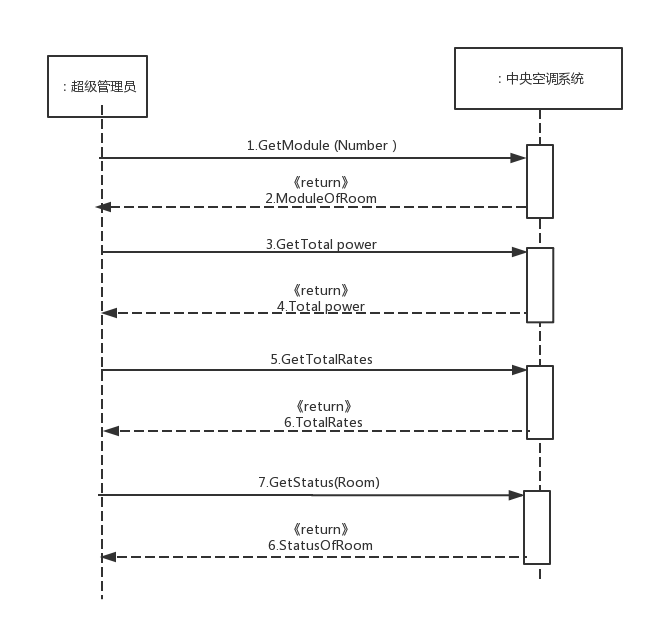 : 超级管理员
: 中央空调系统
1.GetModule (Number )
《return》
2.ModuleOfRoom
3.GetTotal power
《return》
4.Total power
5.GetTotalRates
《return》
6.TotalRates
7.GetStatus(Room)
《return》
6.StatusOfRoom